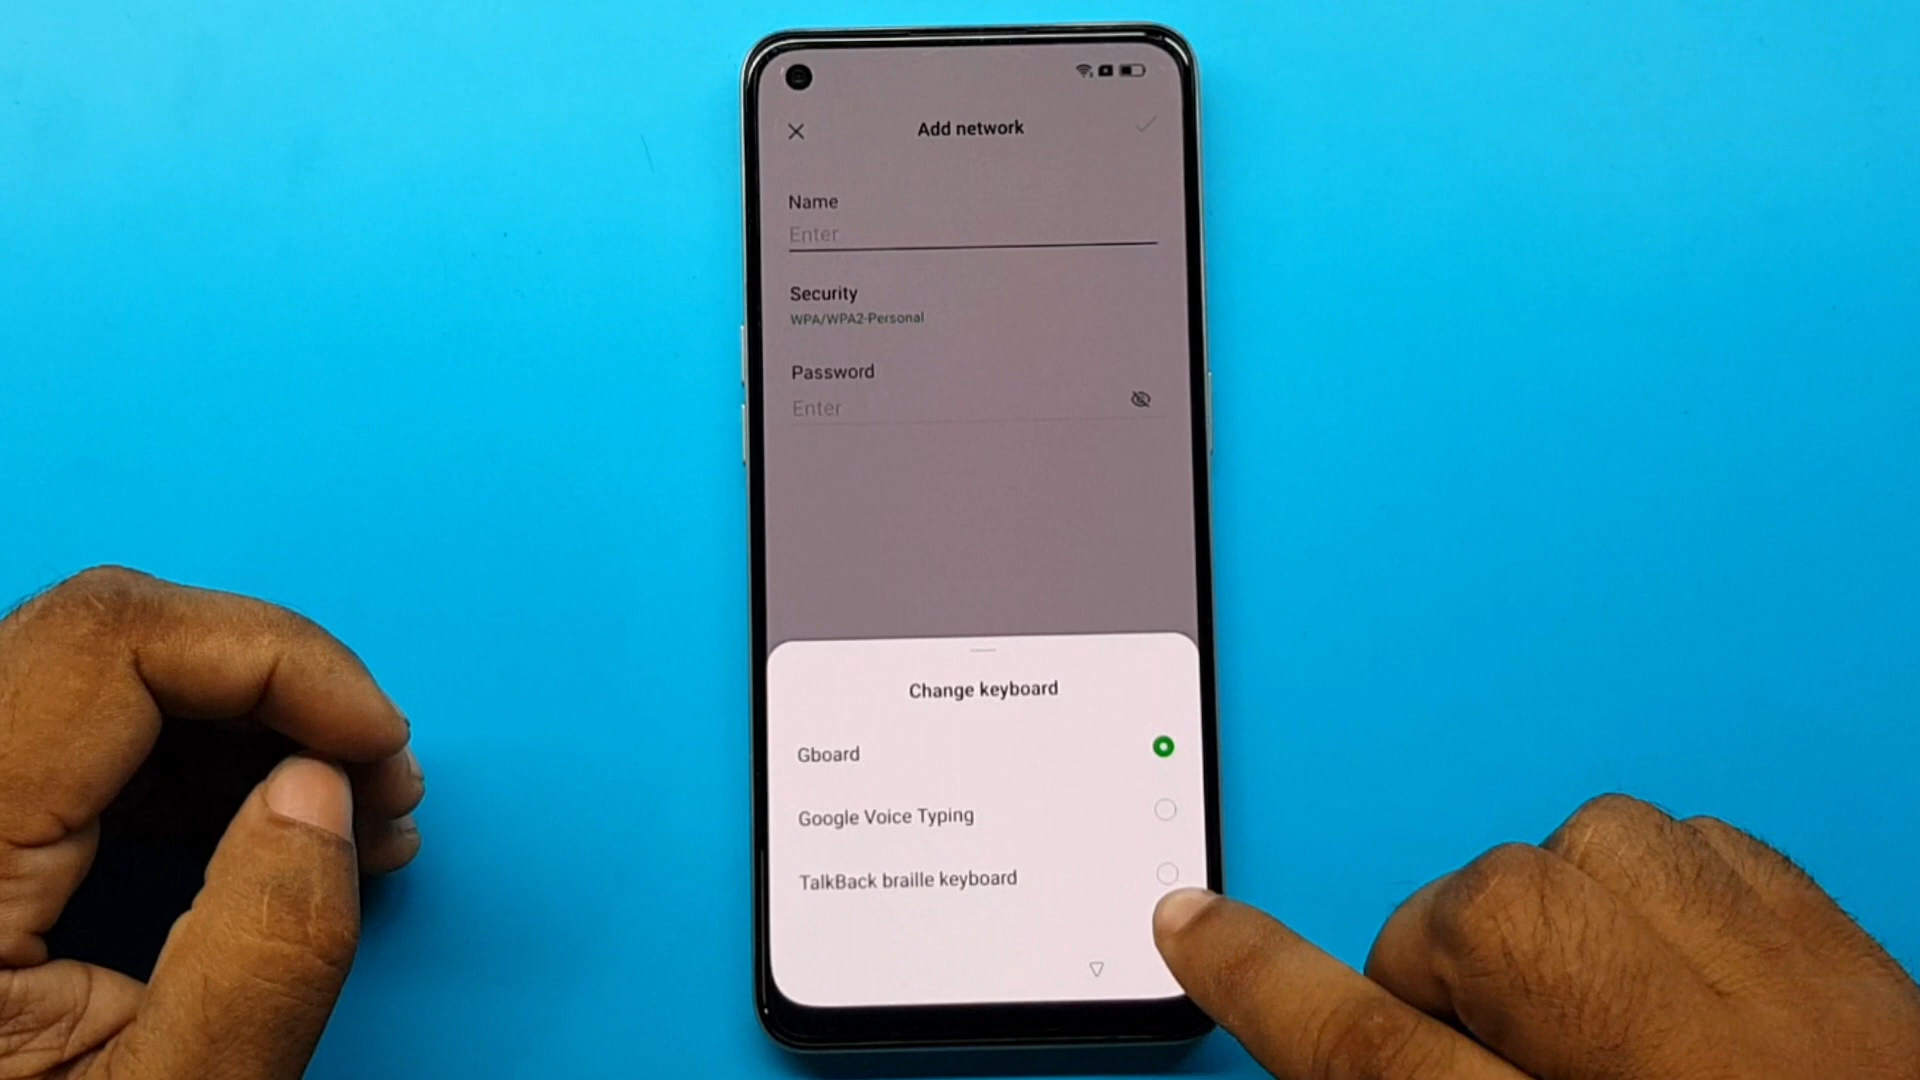 Add network
Name
Enter
Security
WPA/WPA2-Personal
Password
Enter
Change keyboard
Gboard
Google Voice Typing
TalkBack braille keyboard